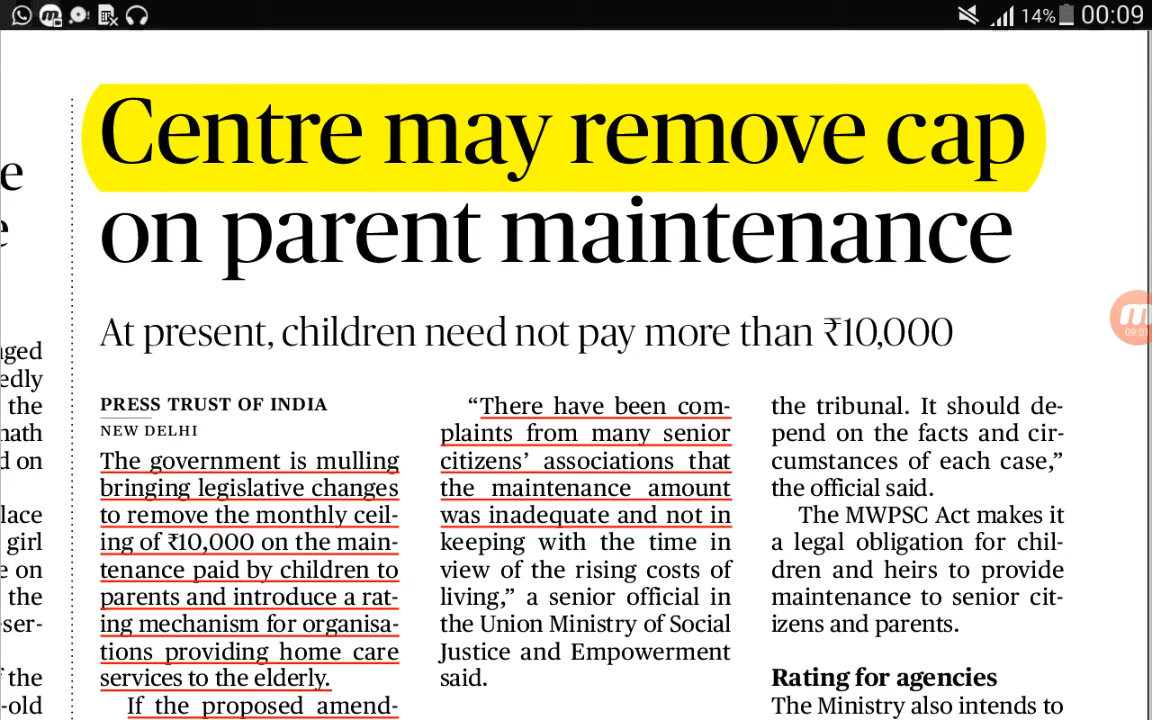 14% 00:09
Centre may remove cap
on parent maintenance
At present, children need not pay more than ₹10,000
PRESS TRUST OF INDIA
NEW DELHI
The government is mulling
bringing legislative changes
to remove the monthly ceil-
ing of ₹10,000 on the main-
tenance paid by children to
parents and introduce a rat-
ing mechanism for organisa-
tions providing home care
services to the elderly.
If the proposed amend-
“There have been com-
plaints from many senior
citizens’ associations that
the maintenance amount
was inadequate and not in
keeping with the time in
view of the rising costs of
living,” a senior official in
the Union Ministry of Social
Justice and Empowerment
said.
the tribunal. It should de-
pend on the facts and cir-
cumstances of each case,”
the official said.
The MWPSC Act makes it
a legal obligation for chil-
dren and heirs to provide
maintenance to senior cit-
izens and parents.
Rating for agencies
The Ministry also intends to
the
d on
lace
girl
e on
the
the
-old